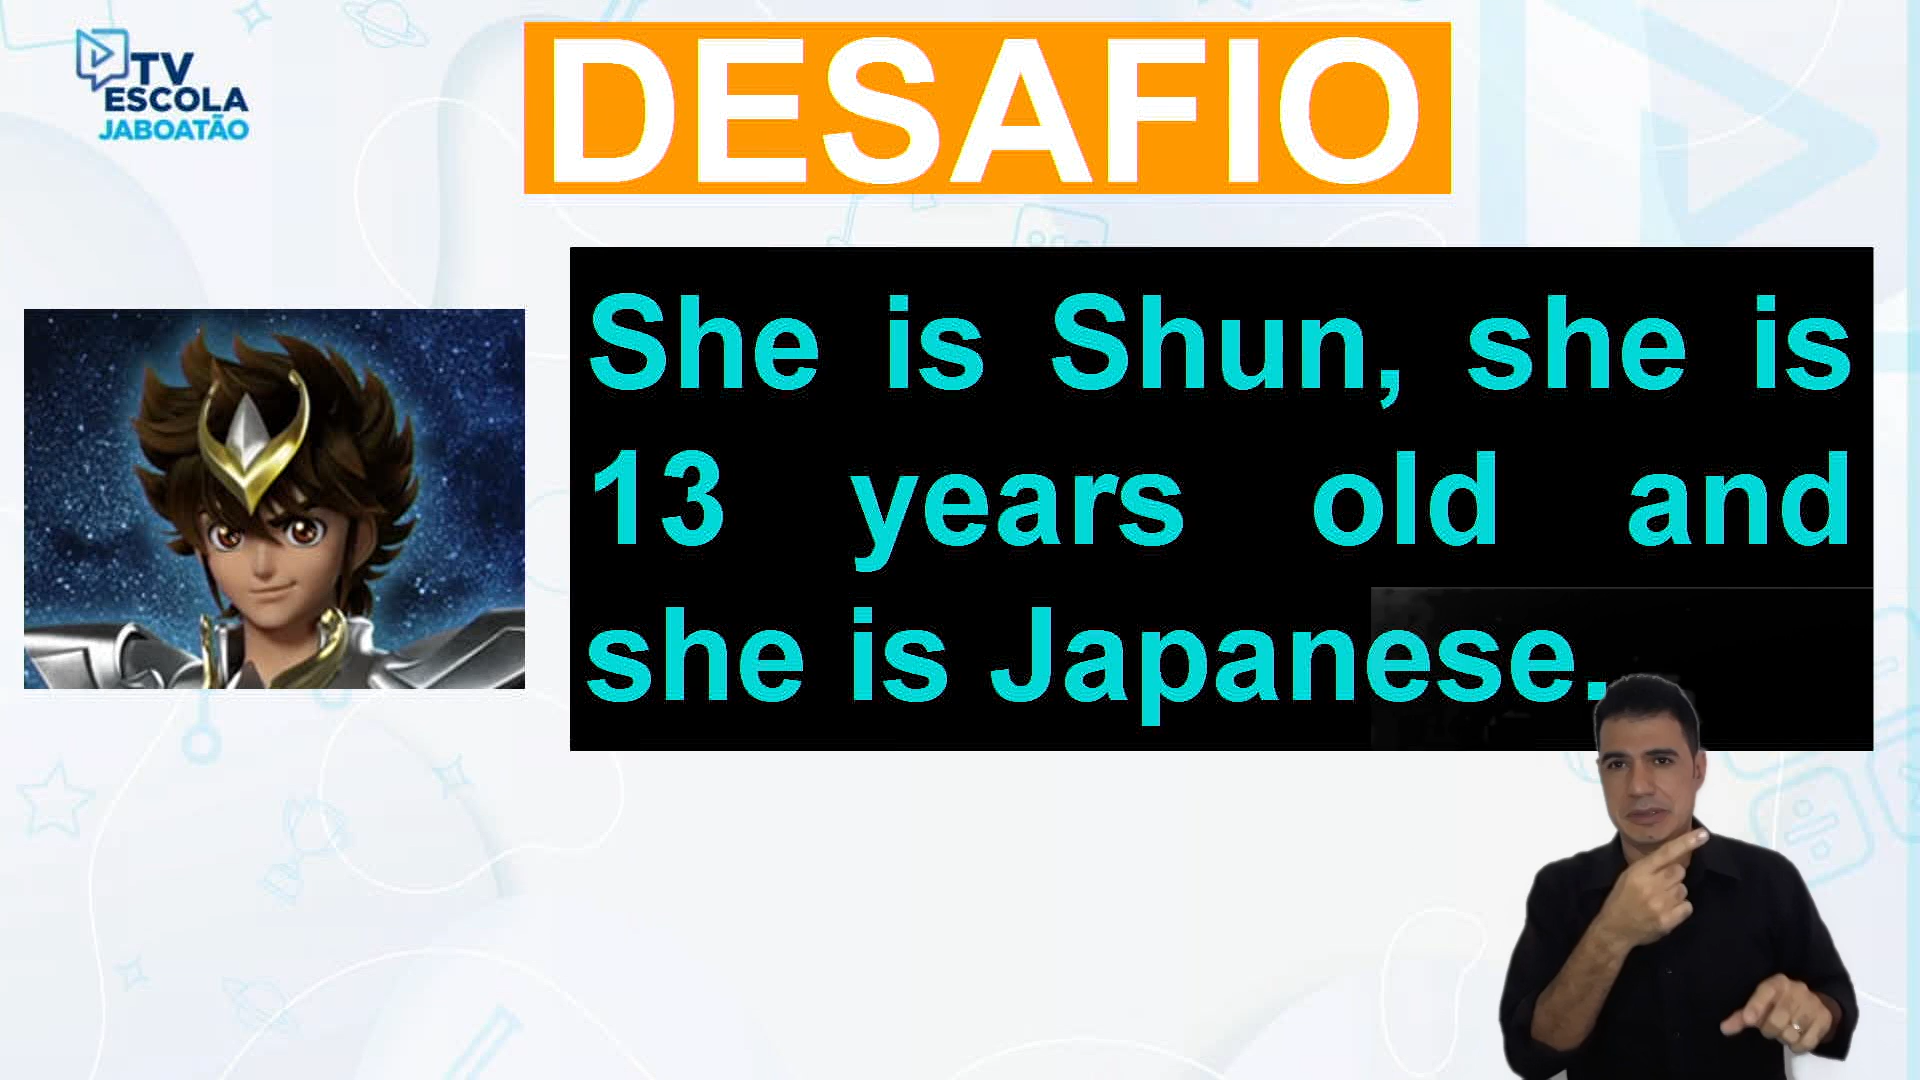 TV
ESCOLA
JABOATÃO
DESAFIO
She is Shun, she is
13 years old and
she is Japanese.